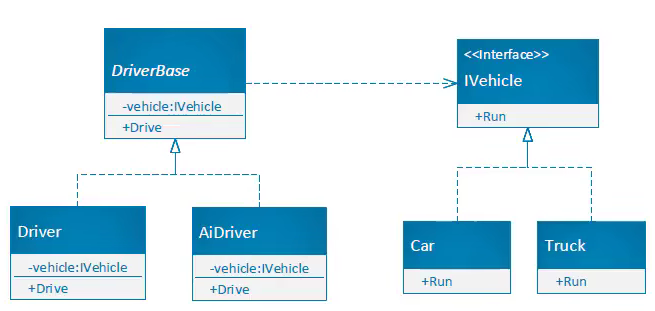 DriverBase
-vehicle:IVehicle
+Drive
<<Interface>>
IVehicle
+Run
Driver
-vehicle:IVehicle
+Drive
AiDriver
-vehicle:IVehicle
+Drive
Car
+Run
Truck
+Run